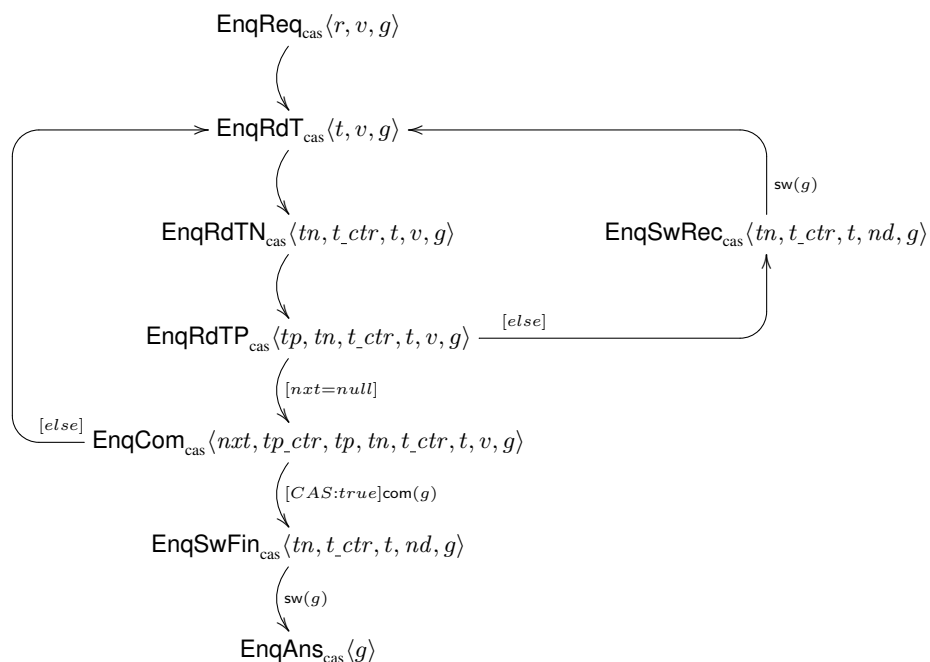 EnqReq_cas⟨r, v, g⟩
EnqRdT_cas⟨t, v, g⟩
sw(g)
EnqRdTN_cas⟨tn, t_ctr, t, v, g⟩
EnqSwRec_cas⟨tn, t_ctr, t, nd, g⟩
EnqRdTP_cas⟨tp, tn, t_ctr, t, v, g⟩
[else]
[nxt=null]
[else]
EnqCom_cas⟨nxt, tp_ctr, tp, tn, t_ctr, t, v, g⟩
[CAS:true]com(g)
EnqSwFin_cas⟨tn, t_ctr, t, nd, g⟩
sw(g)
EnqAns_cas⟨g⟩